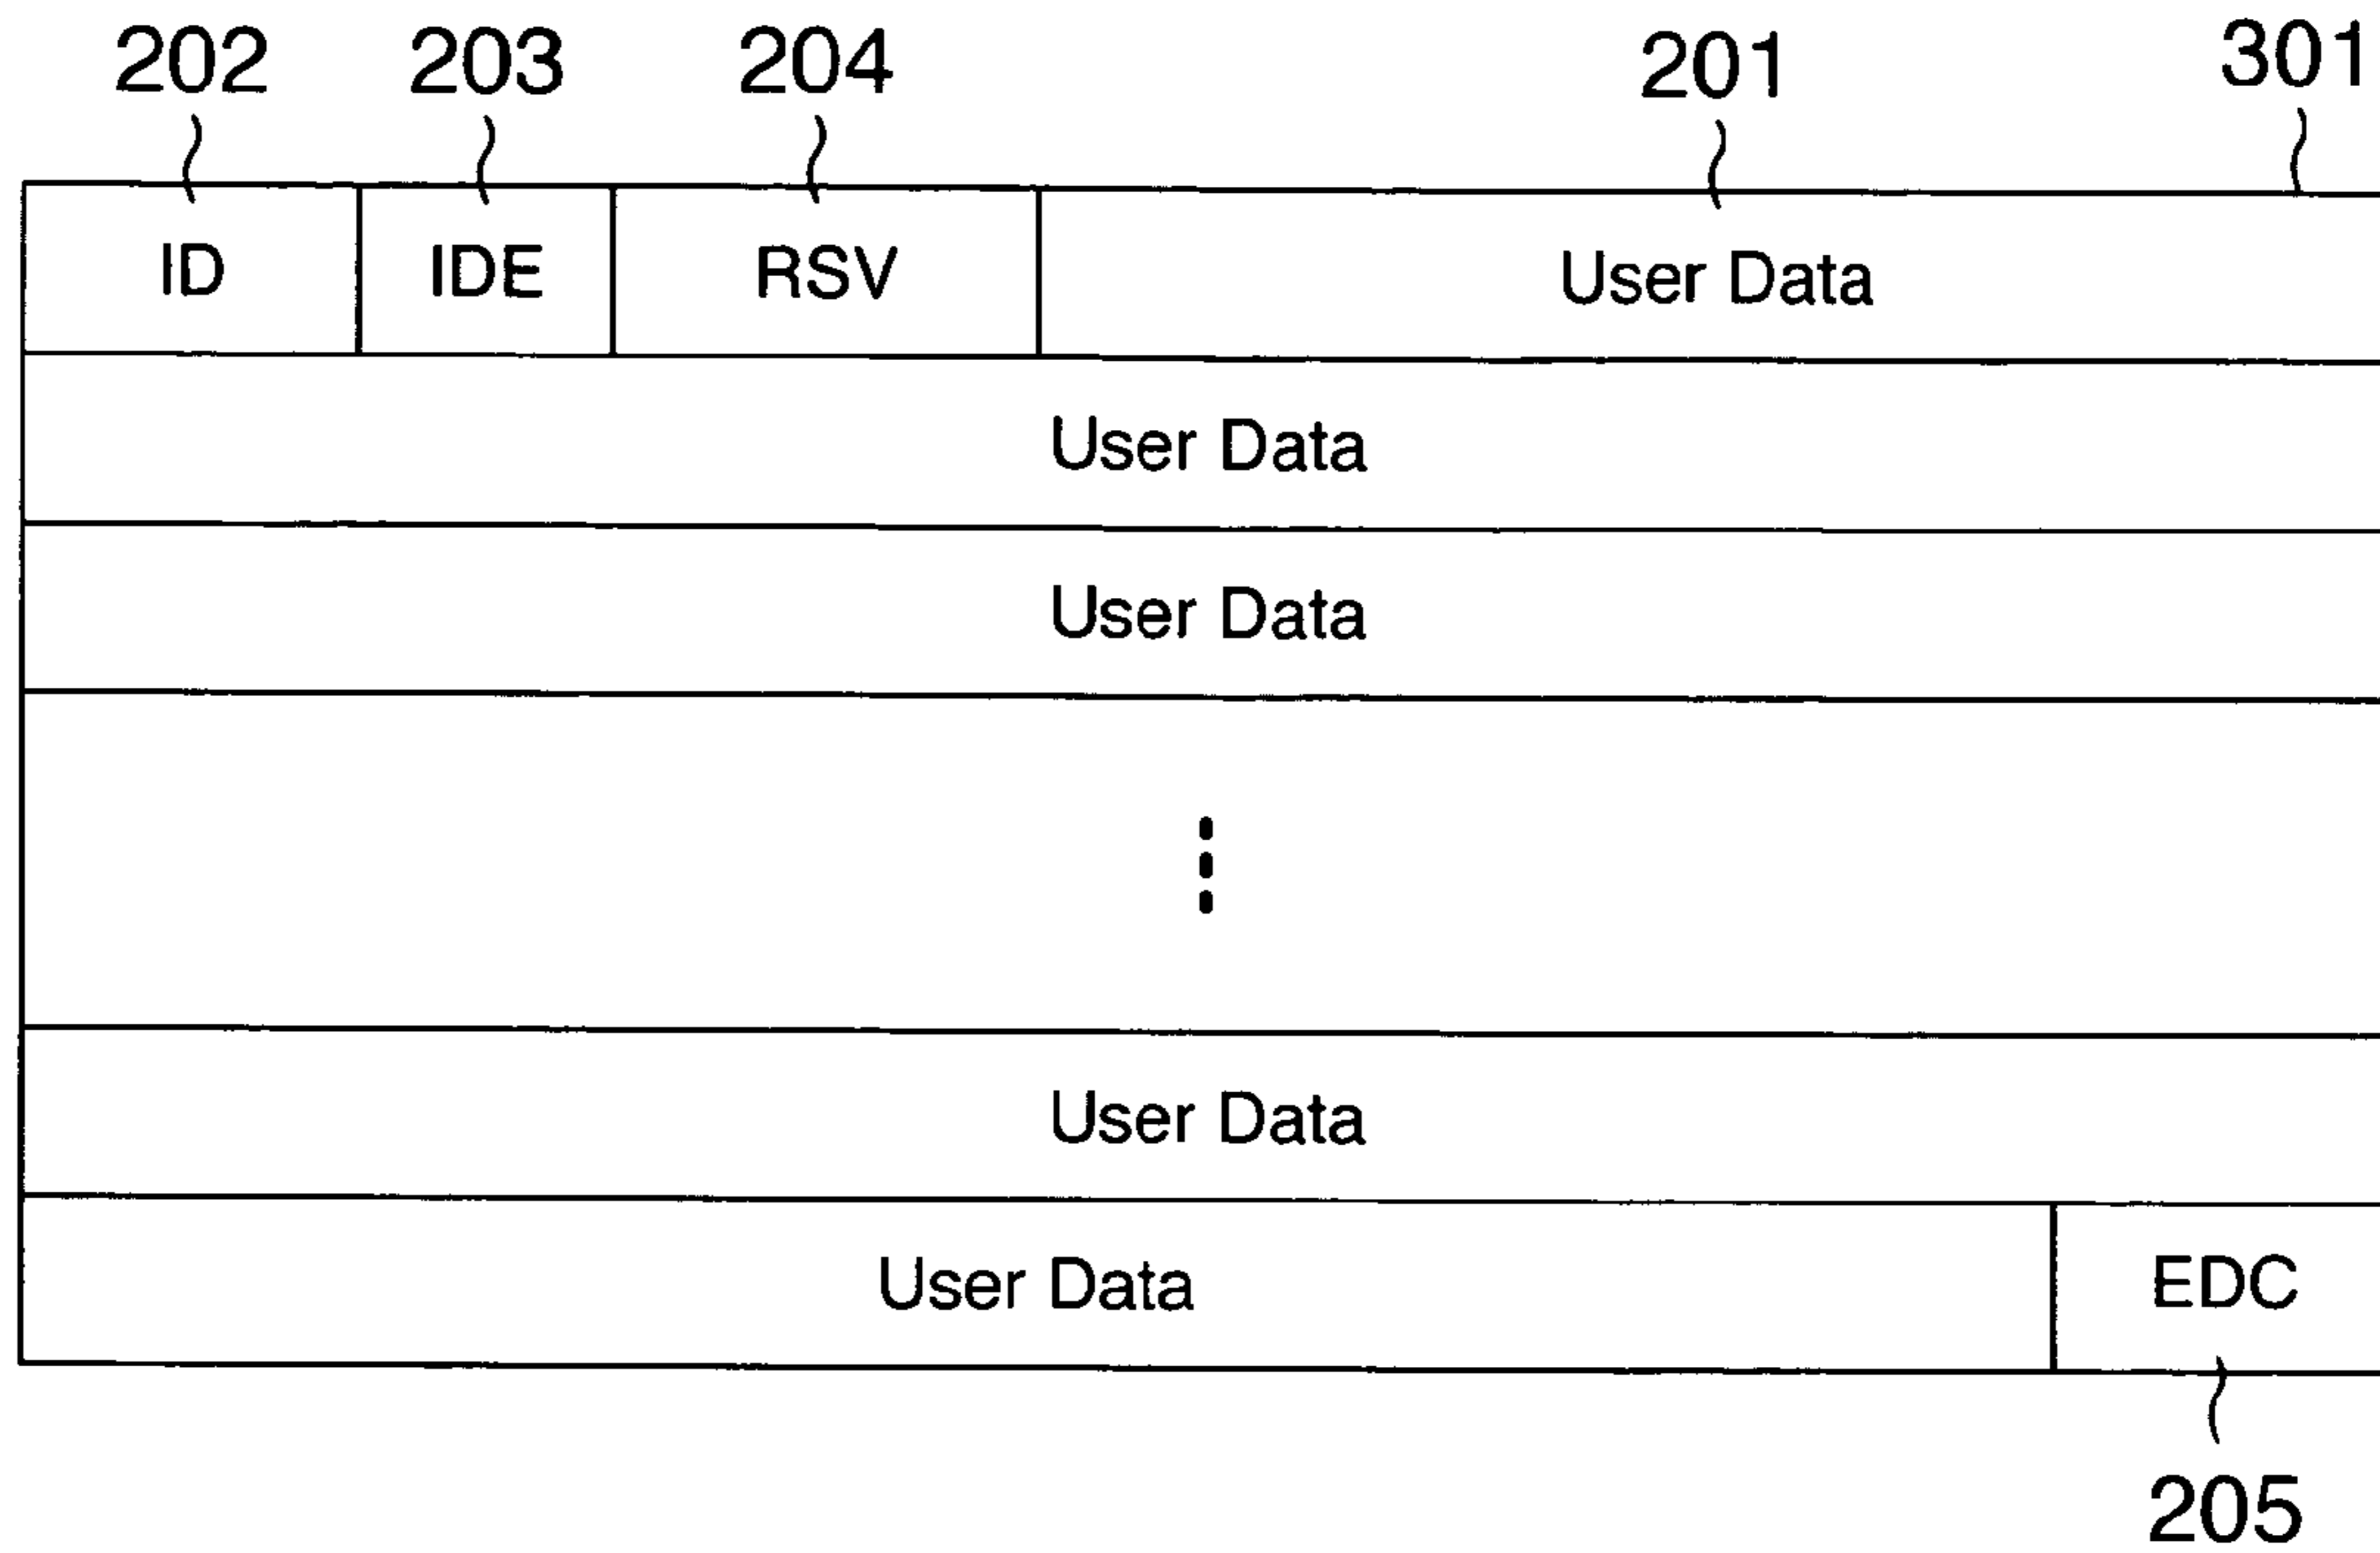 202 203 204 201 301
ID IDE RSV User Data
User Data
User Data
User Data
User Data EDC
205